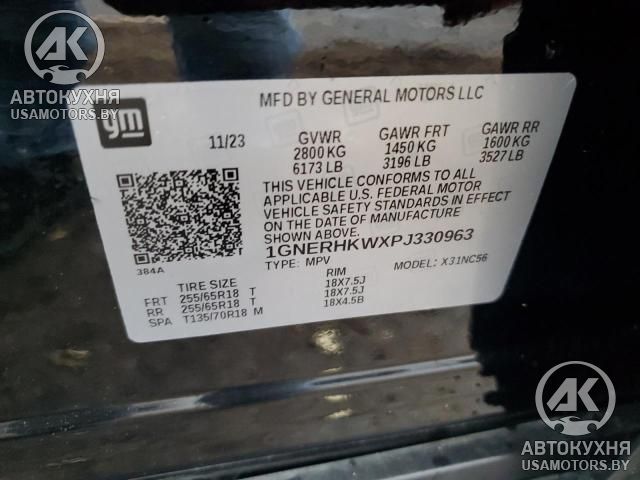 AK
АВТОКУХНЯ
USAMOTORS.BY
gm
MFD BY GENERAL MOTORS LLC
11/23 GVWR GAWR FRT GAWR RR
2800 KG 1450 KG 1600 KG
6173 LB 3196 LB 3527 LB
THIS VEHICLE CONFORMS TO ALL
APPLICABLE U.S. FEDERAL MOTOR
VEHICLE SAFETY STANDARDS IN EFFECT
ON THE DATE OF MANUFACTURE
SHOWN ABOVE.
1GNERHKWXPJ330963
TYPE: MPV MODEL: X31NC56
384A
TIRE SIZE RIM
FRT 255/65R18 T 18X7.5J
RR 255/65R18 T 18X7.5J
SPA T135/70R18 M 18X4.5B
AK
АВТОКУХНЯ
USAMOTORS.BY